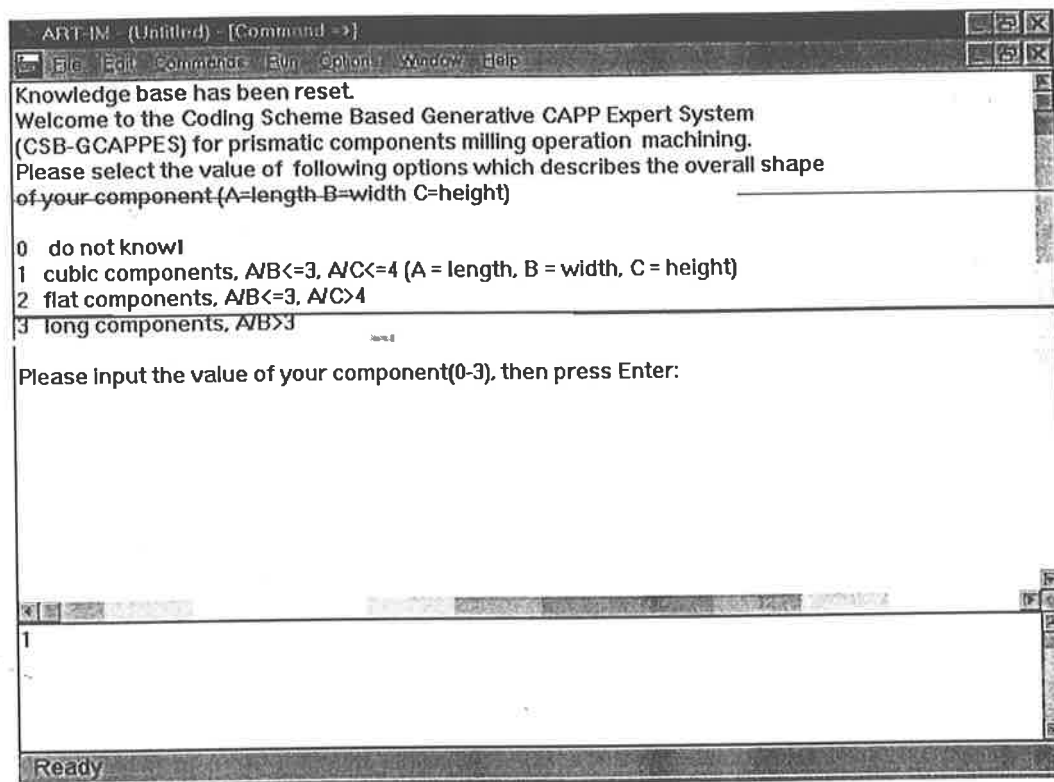 ART-IM - (Untitled) - [Command =>]
File Edit Commands Run Options Window Help
Knowledge base has been reset.
Welcome to the Coding Scheme Based Generative CAPP Expert System
(CSB-GCAPPES) for prismatic components milling operation machining.
Please select the value of following options which describes the overall shape
of your component (A=length B=width C=height)
0 do not know!
1 cubic components, A/B<=3, A/C<=4 (A = length, B = width, C = height)
2 flat components, A/B<=3, A/C>4
3 long components, A/B>3
Please input the value of your component(0-3), then press Enter:
1
Ready